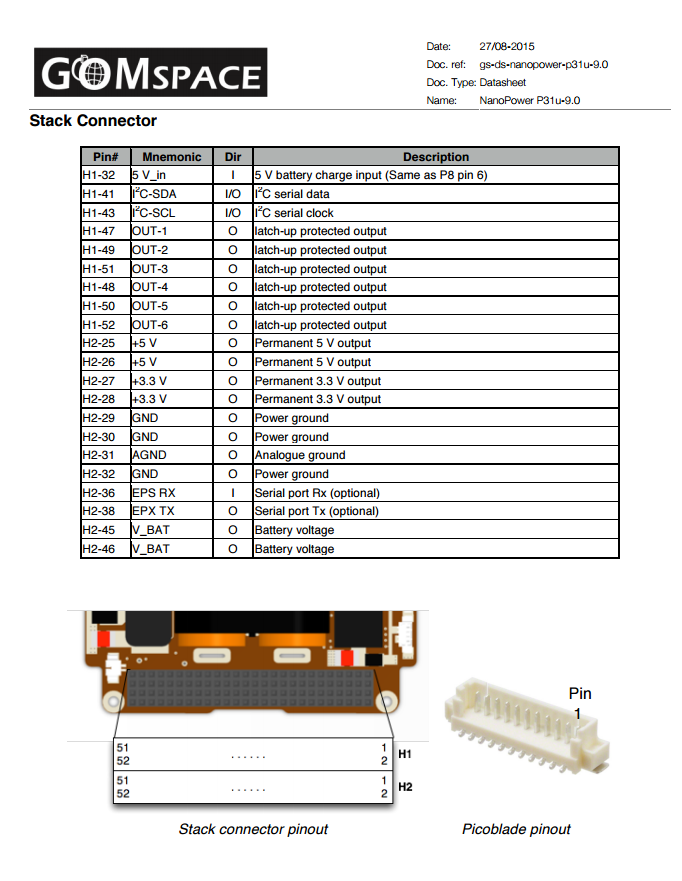 GOMSPACE
Date: 27/08-2015
Doc. ref: gs-ds-nanopower-p31u-9.0
Doc. Type: Datasheet
Name: NanoPower P31u-9.0
Stack Connector
Pin# Mnemonic Dir Description
H1-32 5 V_in I 5 V battery charge input (Same as P8 pin 6)
H1-41 I²C-SDA I/O I²C serial data
H1-43 I²C-SCL I/O I²C serial clock
H1-47 OUT-1 O latch-up protected output
H1-49 OUT-2 O latch-up protected output
H1-51 OUT-3 O latch-up protected output
H1-48 OUT-4 O latch-up protected output
H1-50 OUT-5 O latch-up protected output
H1-52 OUT-6 O latch-up protected output
H2-25 +5 V O Permanent 5 V output
H2-26 +5 V O Permanent 5 V output
H2-27 +3.3 V O Permanent 3.3 V output
H2-28 +3.3 V O Permanent 3.3 V output
H2-29 GND O Power ground
H2-30 GND O Power ground
H2-31 AGND O Analogue ground
H2-32 GND O Power ground
H2-36 EPS RX I Serial port Rx (optional)
H2-38 EPX TX O Serial port Tx (optional)
H2-45 V_BAT O Battery voltage
H2-46 V_BAT O Battery voltage
Pin
1
51 1
52 ...... 2 H1
51 1
52 ...... 2 H2
Stack connector pinout
Picoblade pinout